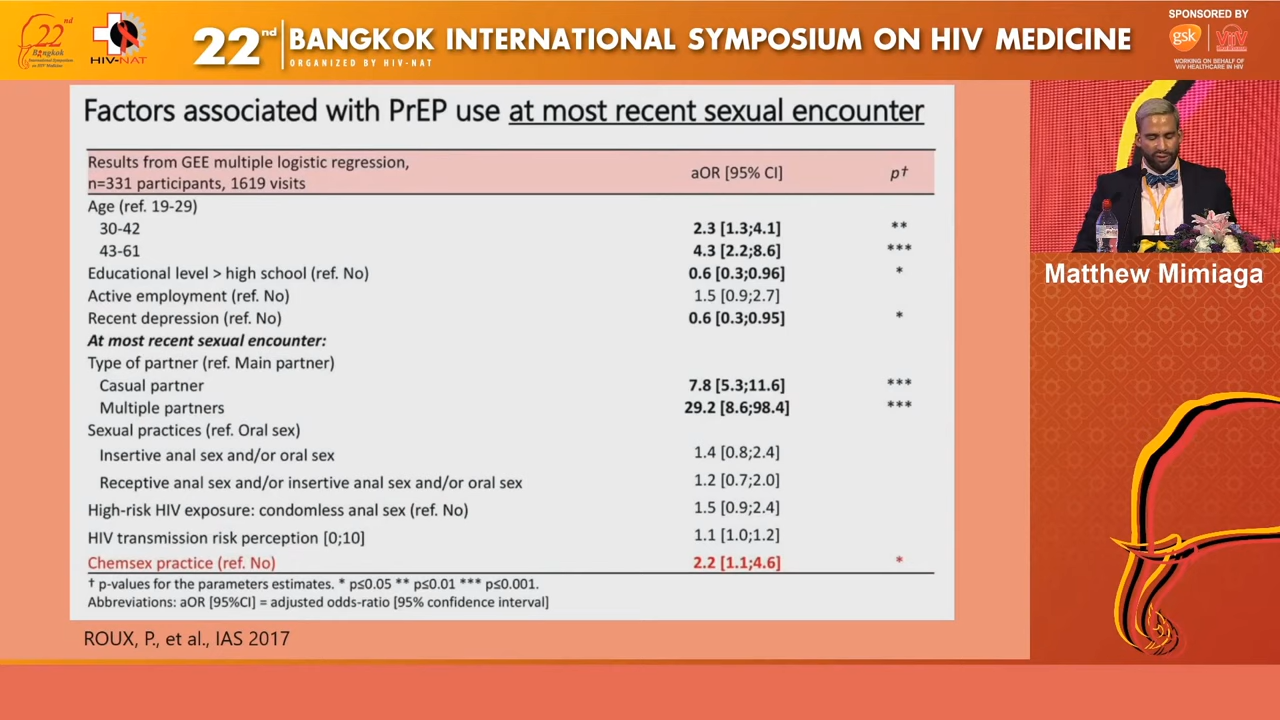 22nd
Bangkok
International Symposium
on HIV Medicine
HIV-NAT
22nd BANGKOK INTERNATIONAL SYMPOSIUM ON HIV MEDICINE
ORGANIZED BY HIV-NAT
SPONSORED BY
gsk
ViiV
Healthcare
WORKING ON BEHALF OF
VIIV HEALTHCARE IN HIV
Factors associated with PrEP use at most recent sexual encounter
Results from GEE multiple logistic regression,
n=331 participants, 1619 visits
aOR [95% CI]
p†
Age (ref. 19-29)
30-42 2.3 [1.3;4.1] **
43-61 4.3 [2.2;8.6] ***
Educational level > high school (ref. No) 0.6 [0.3;0.96] *
Active employment (ref. No) 1.5 [0.9;2.7]
Recent depression (ref. No) 0.6 [0.3;0.95] *
At most recent sexual encounter:
Type of partner (ref. Main partner)
Casual partner 7.8 [5.3;11.6] ***
Multiple partners 29.2 [8.6;98.4] ***
Sexual practices (ref. Oral sex)
Insertive anal sex and/or oral sex 1.4 [0.8;2.4]
Receptive anal sex and/or insertive anal sex and/or oral sex 1.2 [0.7;2.0]
High-risk HIV exposure: condomless anal sex (ref. No) 1.5 [0.9;2.4]
HIV transmission risk perception [0;10] 1.1 [1.0;1.2]
Chemsex practice (ref. No) 2.2 [1.1;4.6] *
† p-values for the parameters estimates. * p≤0.05 ** p≤0.01 *** p≤0.001.
Abbreviations: aOR [95%CI] = adjusted odds-ratio [95% confidence interval]
ROUX, P., et al., IAS 2017
Matthew Mimiaga